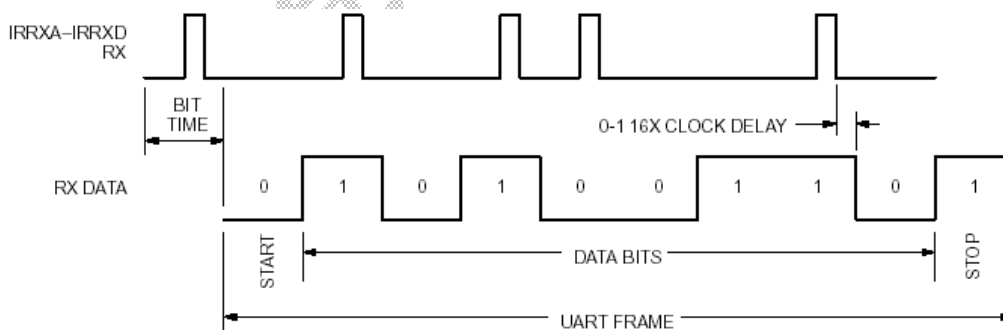 IRRXA–IRRXD
RX
BIT
TIME
0-1 16X CLOCK DELAY
RX DATA
0 1 0 1 0 0 1 1 0 1
START
DATA BITS
STOP
UART FRAME